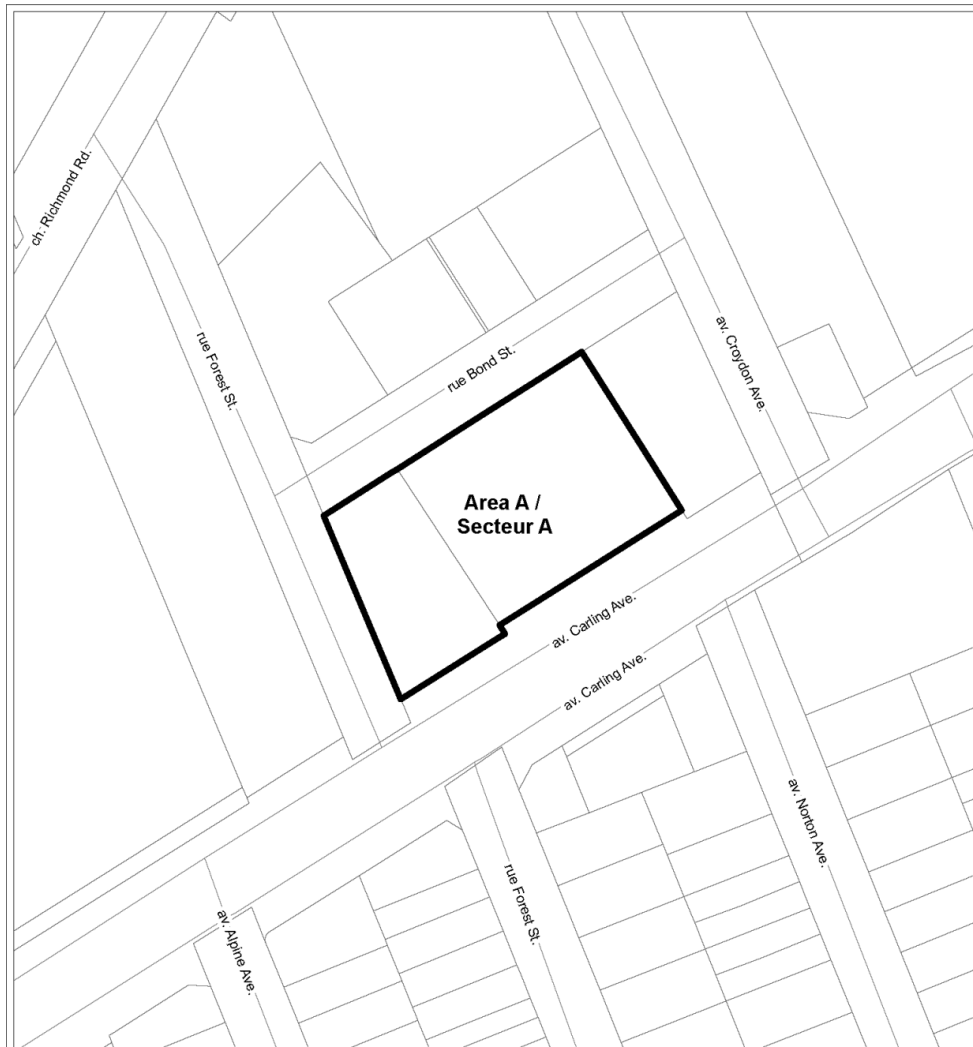 ch. Richmond Rd.
rue Forest St.
rue Bond St.
av. Croydon Ave.
Area A /
Secteur A
av. Carling Ave.
av. Carling Ave.
av. Norton Ave.
rue Forest St.
av. Alpine Ave.